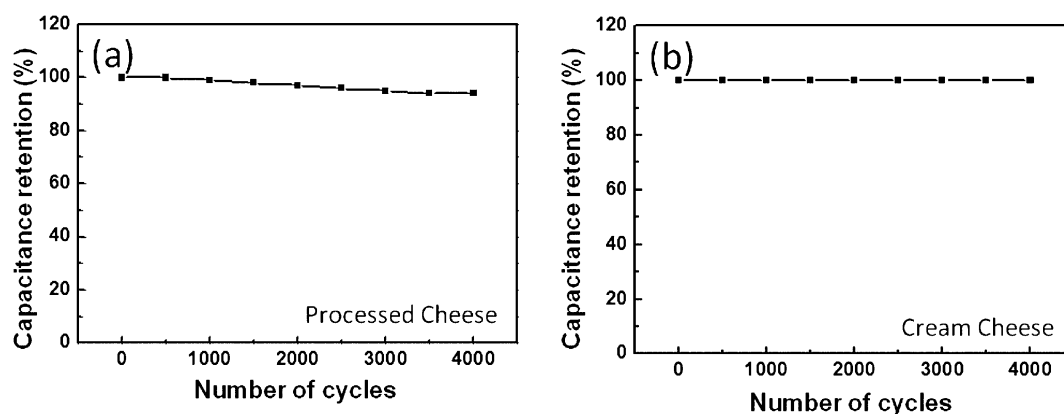 (a)
Capacitance retention (%)
120
100
80
60
40
20
0
Processed Cheese
0 1000 2000 3000 4000
Number of cycles
(b)
Capacitance retention (%)
120
100
80
60
40
20
0
Cream Cheese
0 1000 2000 3000 4000
Number of cycles